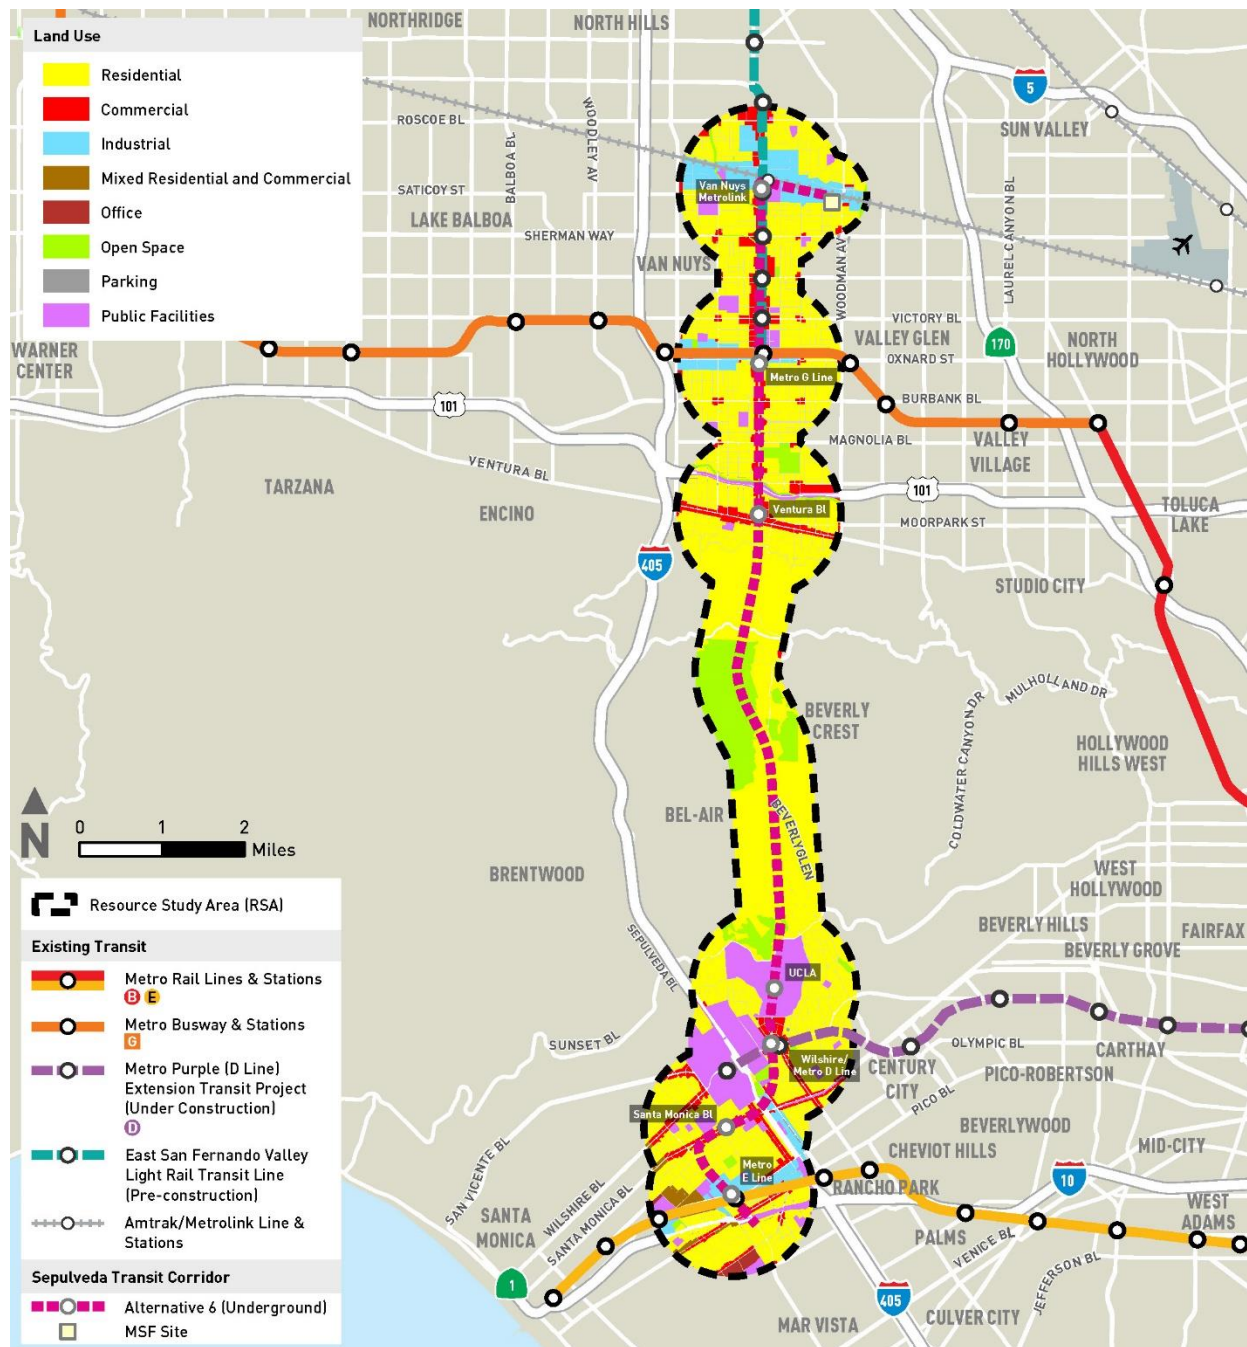 Land Use
Residential
Commercial
Industrial
Mixed Residential and Commercial
Office
Open Space
Parking
Public Facilities
NORTHRIDGE
NORTH HILLS
5
SUN VALLEY
ROSCOE BL
BALBOA BL
WOODLEY AV
SATICOY ST
LAKE BALBOA
SHERMAN WAY
VAN NUYS
Van Nuys
Metrolink
WOODMAN AV
LAUREL CANYON BL
VICTORY BL
VALLEY GLEN
OXNARD ST
170
NORTH
HOLLYWOOD
WARNER
CENTER
Metro G Line
101
BURBANK BL
MAGNOLIA BL
VALLEY
VILLAGE
VENTURA BL
TARZANA
ENCINO
101
Ventura Bl
MOORPARK ST
TOLUCA
LAKE
405
STUDIO CITY
MULHOLLAND DR
COLDWATER CANYON DR
BEVERLY
CREST
HOLLYWOOD
HILLS WEST
N
0 1 2
Miles
BEL-AIR
BEVERLYGLEN
BRENTWOOD
WEST
HOLLYWOOD
BEVERLY HILLS
FAIRFAX
BEVERLY GROVE
SEPULVEDA BL
UCLA
SUNSET BL
Wilshire/
Metro D Line
OLYMPIC BL
CENTURY
CITY
CARTHAY
PICO-ROBERTSON
PICO BL
Santa Monica Bl
BEVERLYWOOD
MID-CITY
CHEVIOT HILLS
Metro
E Line
RANCHO PARK
10
SAN VICENTE BL
WILSHIRE BL
SANTA MONICA BL
SANTA
MONICA
WEST
ADAMS
PALMS
VENICE BL
JEFFERSON BL
1
405
CULVER CITY
MAR VISTA
Resource Study Area (RSA)
Existing Transit
Metro Rail Lines & Stations
B E
Metro Busway & Stations
G
Metro Purple (D Line)
Extension Transit Project
(Under Construction)
D
East San Fernando Valley
Light Rail Transit Line
(Pre-construction)
Amtrak/Metrolink Line &
Stations
Sepulveda Transit Corridor
Alternative 6 (Underground)
MSF Site